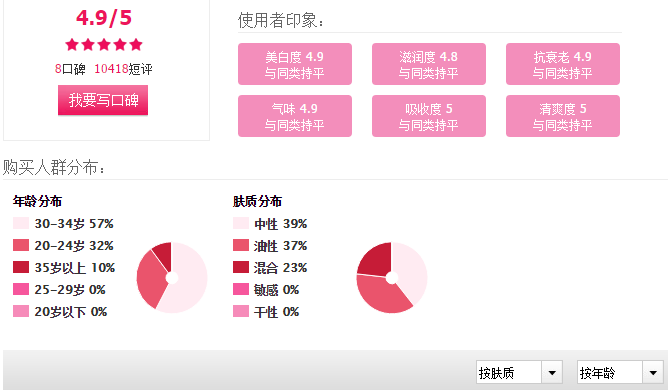 4.9/5
8口碑 10418短评
我要写口碑
使用者印象：
美白度 4.9
与同类持平
滋润度 4.8
与同类持平
抗衰老 4.9
与同类持平
气味 4.9
与同类持平
吸收度 5
与同类持平
清爽度 5
与同类持平
购买人群分布：
年龄分布
30-34岁 57%
20-24岁 32%
35岁以上 10%
25-29岁 0%
20岁以下 0%
肤质分布
中性 39%
油性 37%
混合 23%
敏感 0%
干性 0%
按肤质
按年龄